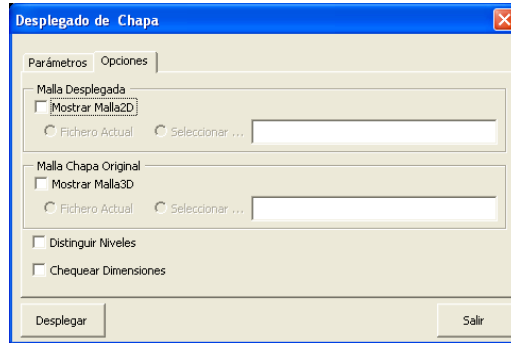 Desplegado de Chapa
Parámetros Opciones
Malla Desplegada
Mostrar Malla2D
Fichero Actual Seleccionar ...
Malla Chapa Original
Mostrar Malla3D
Fichero Actual Seleccionar ...
Distinguir Niveles
Chequear Dimensiones
Desplegar Salir